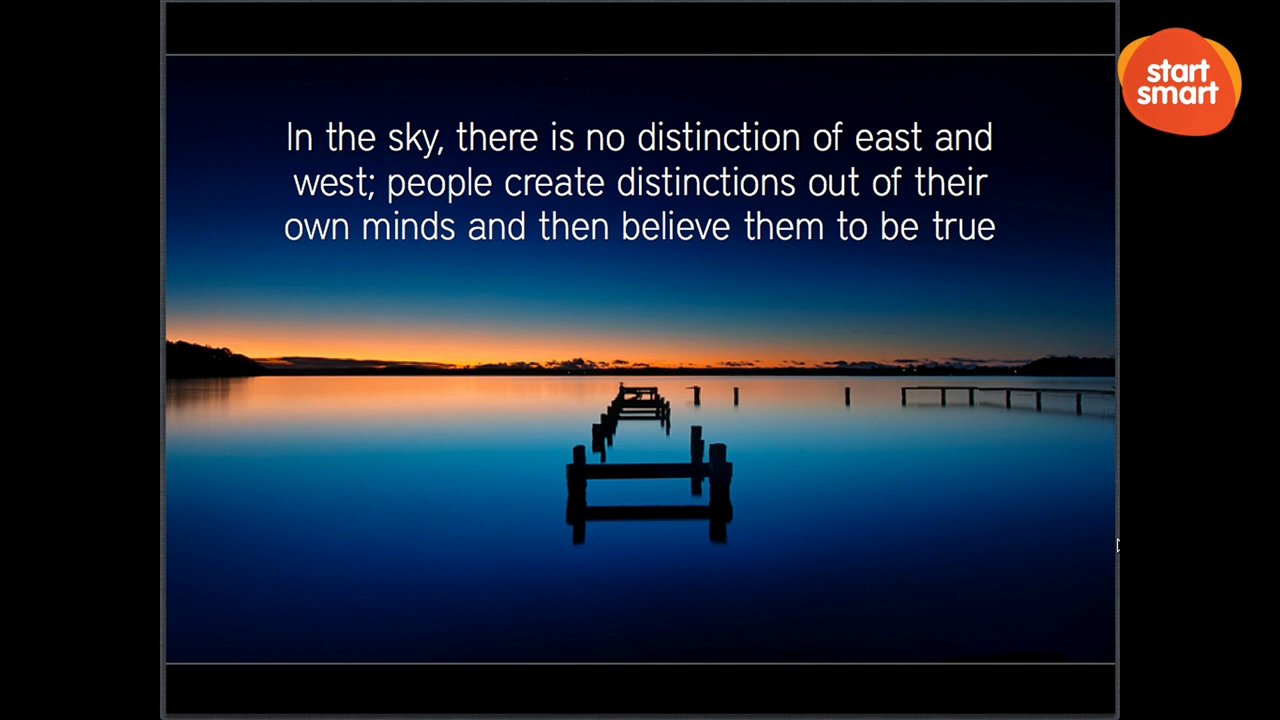 In the sky, there is no distinction of east and
west; people create distinctions out of their
own minds and then believe them to be true
start
smart